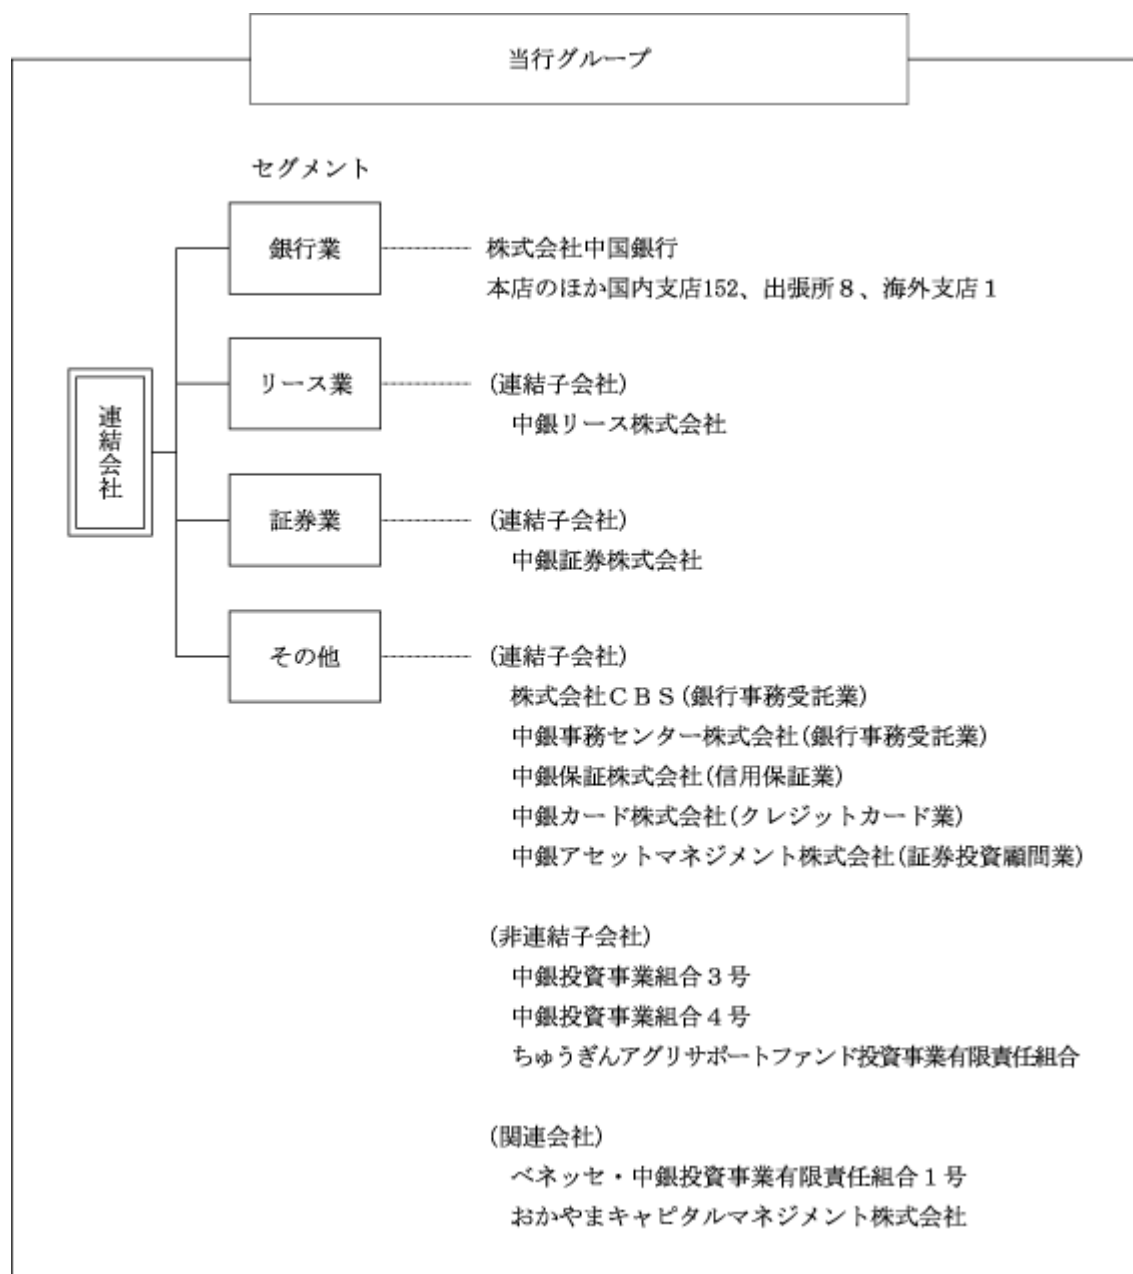 当行グループ
セグメント
銀行業
株式会社中国銀行
本店のほか国内支店152、出張所８、海外支店１
リース業
(連結子会社)
中銀リース株式会社
連結会社
証券業
(連結子会社)
中銀証券株式会社
その他
(連結子会社)
株式会社ＣＢＳ(銀行事務受託業)
中銀事務センター株式会社(銀行事務受託業)
中銀保証株式会社(信用保証業)
中銀カード株式会社(クレジットカード業)
中銀アセットマネジメント株式会社(証券投資顧問業)
(非連結子会社)
中銀投資事業組合３号
中銀投資事業組合４号
ちゅうぎんアグリサポートファンド投資事業有限責任組合
(関連会社)
ベネッセ・中銀投資事業有限責任組合１号
おかやまキャピタルマネジメント株式会社